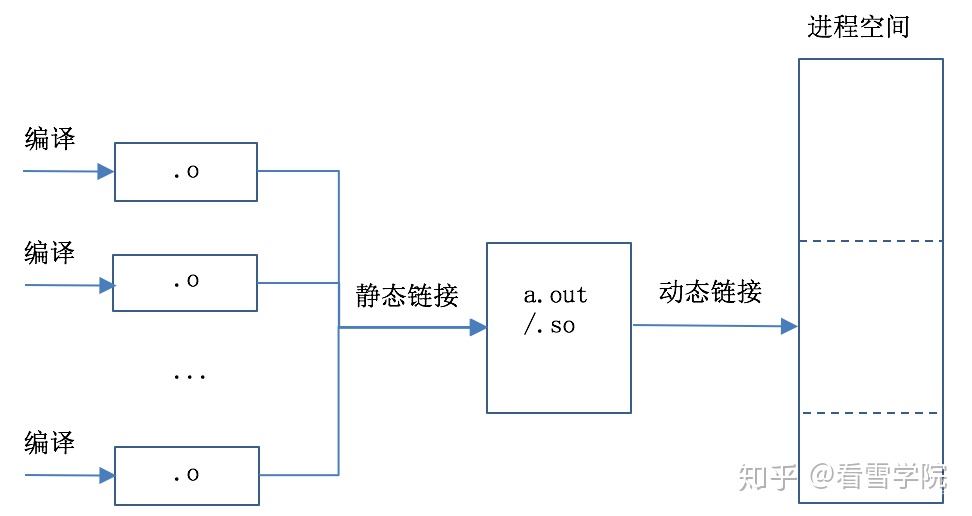 进程空间
编译
.o
编译
.o
静态链接
a.out
/.so
动态链接
...
编译
.o
知乎 @看雪学院